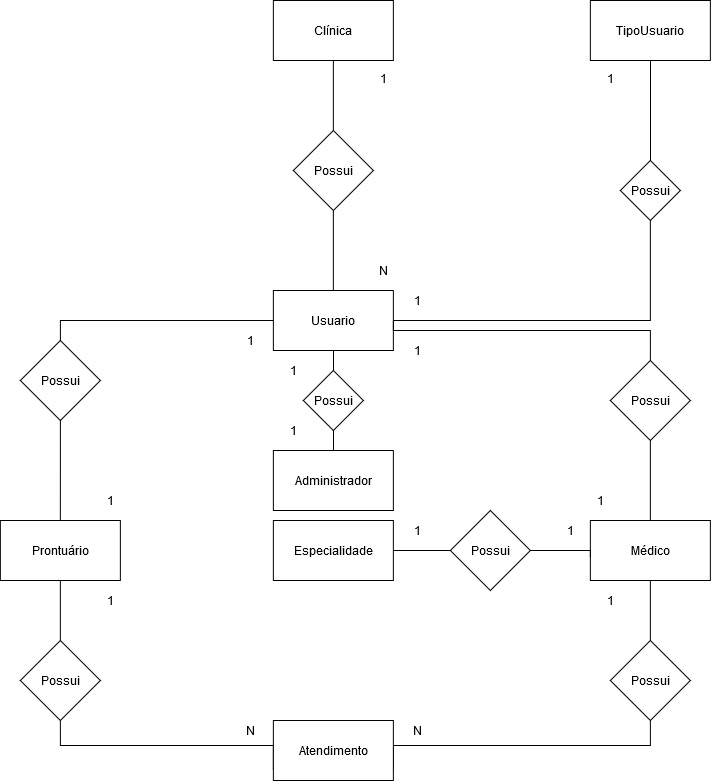 Clínica
TipoUsuario
1
1
Possui
Possui
N
1
Usuario
1
1
1
Possui
Possui
Possui
1
Administrador
1
1
1
1
Prontuário
Especialidade
Possui
Médico
1
1
Possui
Possui
N
N
Atendimento